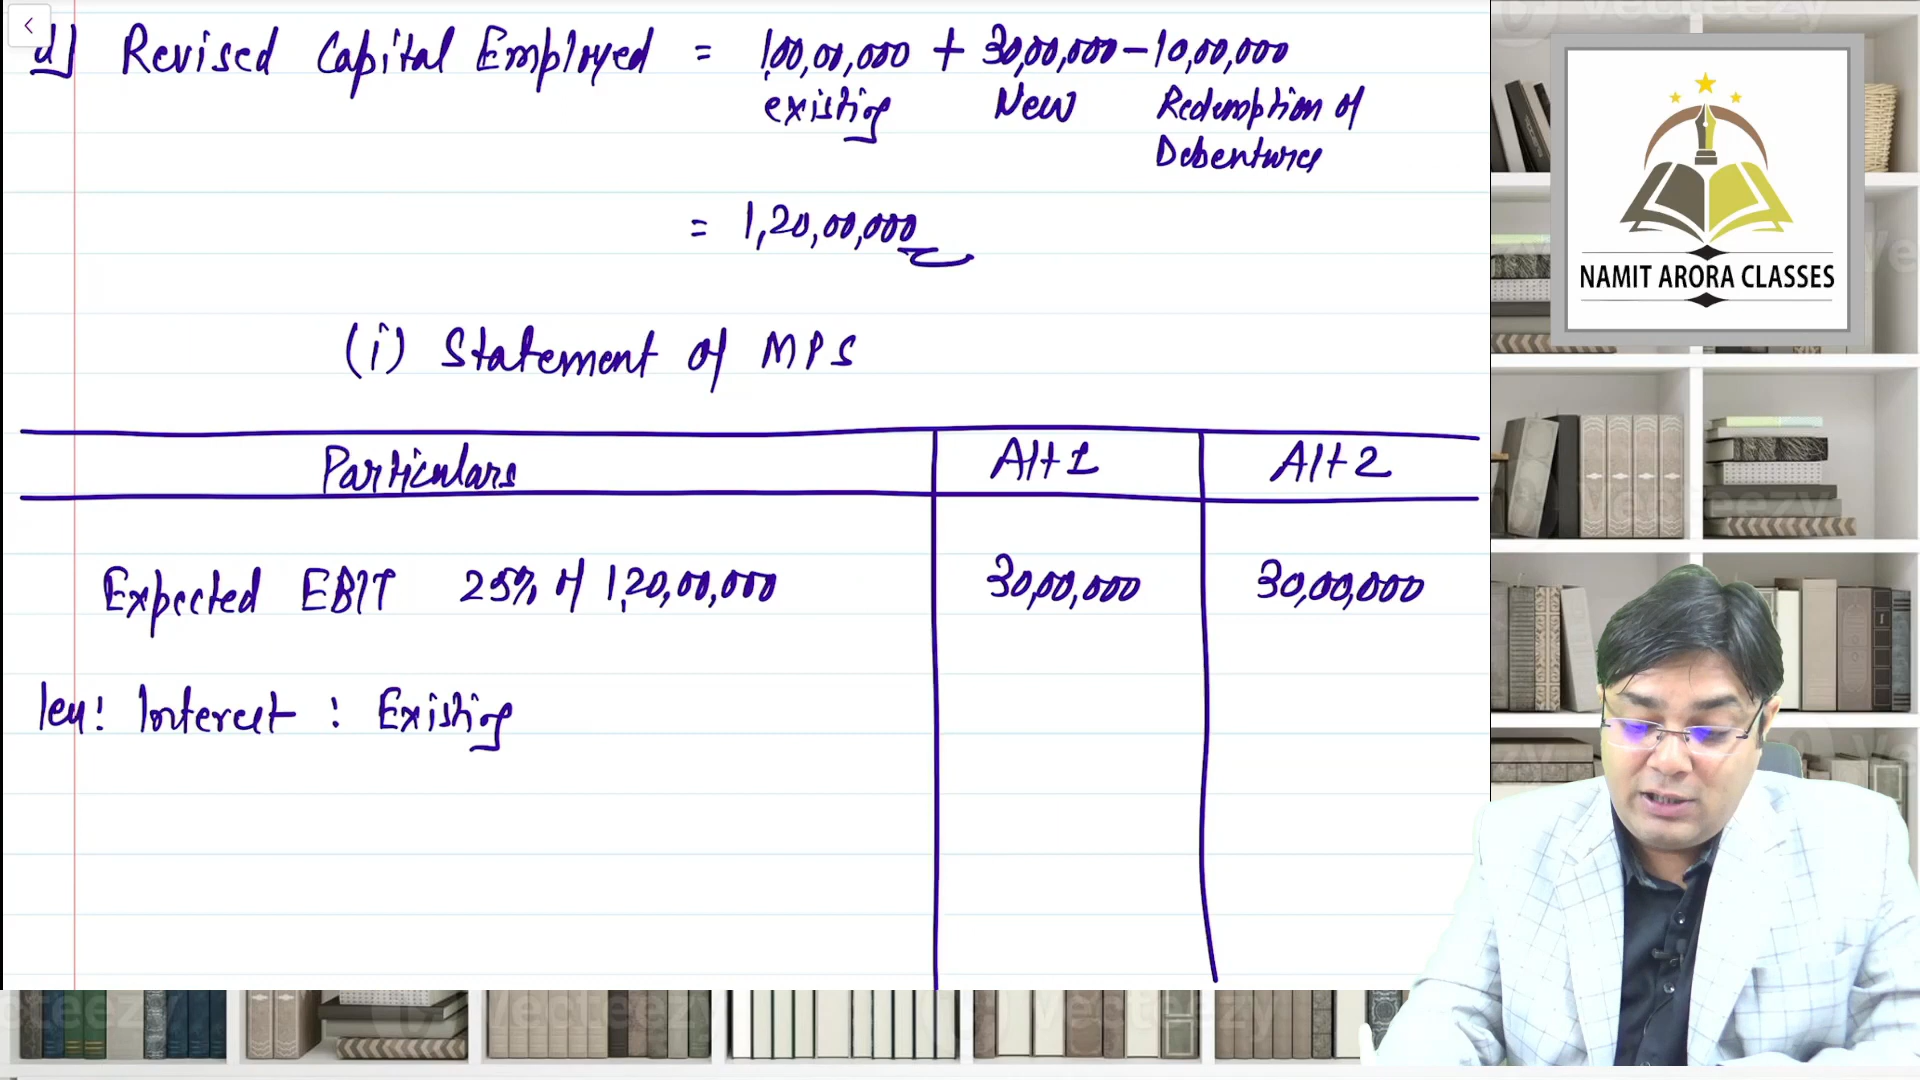 d] Revised Capital Employed = 1,00,00,000 + 30,00,000 - 10,00,000
existing New Redemption of
Debentures
= 1,20,00,000
(i) Statement of MPS
Particulars Alt 1 Alt 2
Expected EBIT 25% of 1,20,00,000 30,00,000 30,00,000
less: Interest : Existing
NAMIT ARORA CLASSES